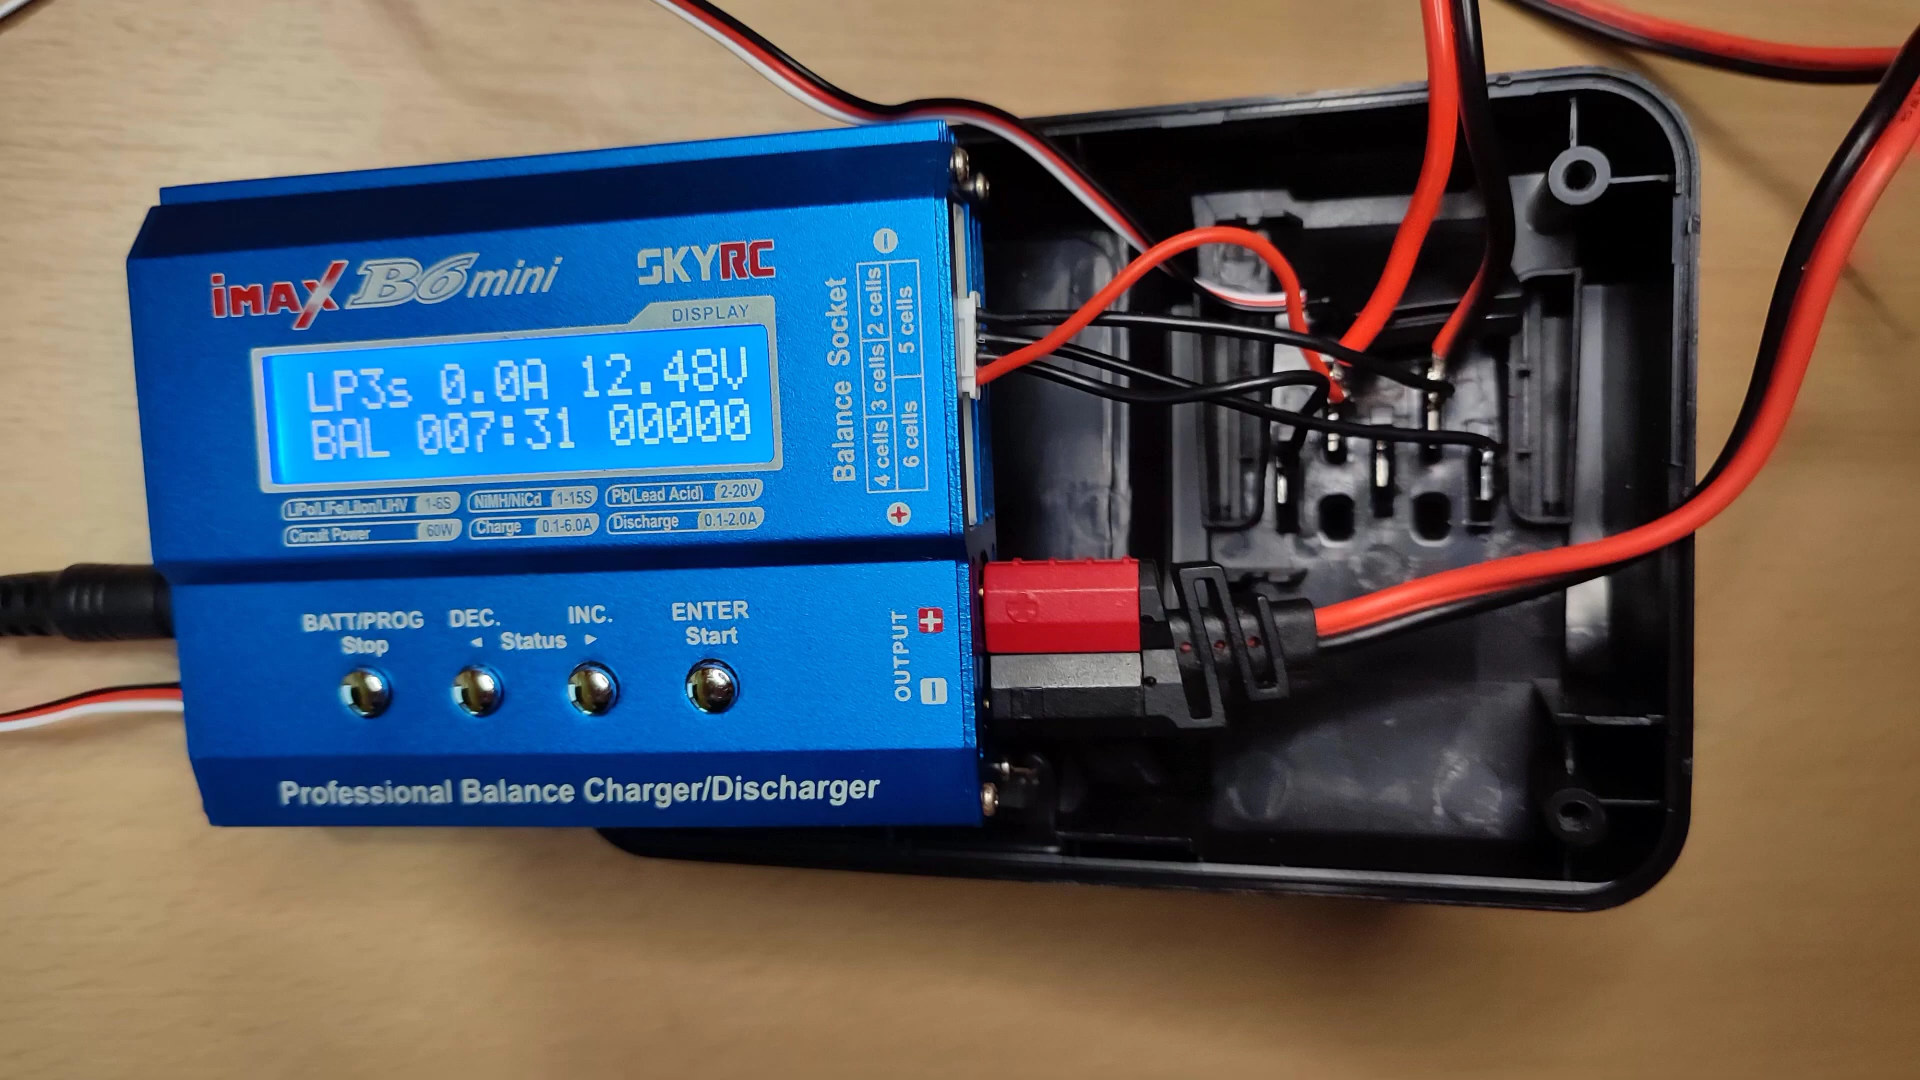 iMAX B6 mini
SKYRC
DISPLAY
LP3s 0.0A 12.48V
BAL 007:31 00000
LiPo/LiFe/LiIon/LiHV 1-6S NiMH/NiCd 1-15S Pb(Lead Acid) 2-20V
Circuit Power 60W Charge 0.1-6.0A Discharge 0.1-2.0A
Balance Socket
4 cells 3 cells 2 cells
6 cells 5 cells
BATT/PROG DEC. INC. ENTER
Stop ◄ Status ► Start
OUTPUT
Professional Balance Charger/Discharger